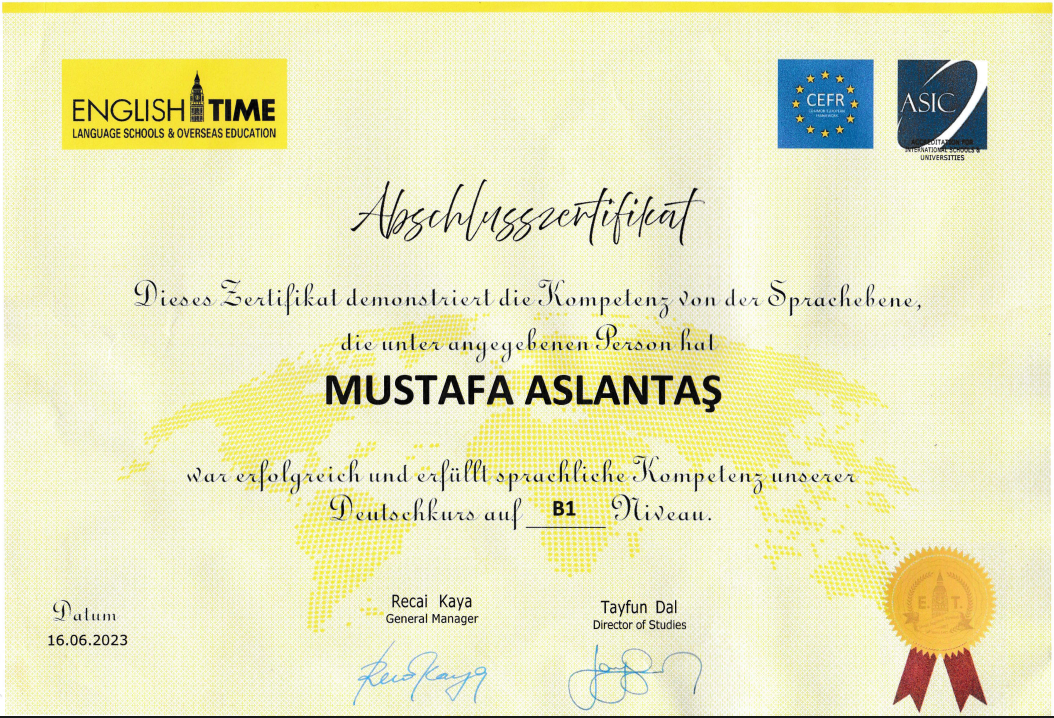 ENGLISH TIME
LANGUAGE SCHOOLS & OVERSEAS EDUCATION
CEFR
ASIC
ACCREDITATION FOR
INTERNATIONAL SCHOOLS &
UNIVERSITIES
Abschlusszertifikat
Dieses Zertifikat demonstriert die Kompetenz von der Sprachebene,
die unter angegebenen Person hat
MUSTAFA ASLANTAŞ
war erfolgreich und erfüllt sprachliche Kompetenz unserer
Deutschkurs auf B1 Niveau.
Datum
16.06.2023
Recai Kaya
General Manager
Tayfun Dal
Director of Studies
E. T.